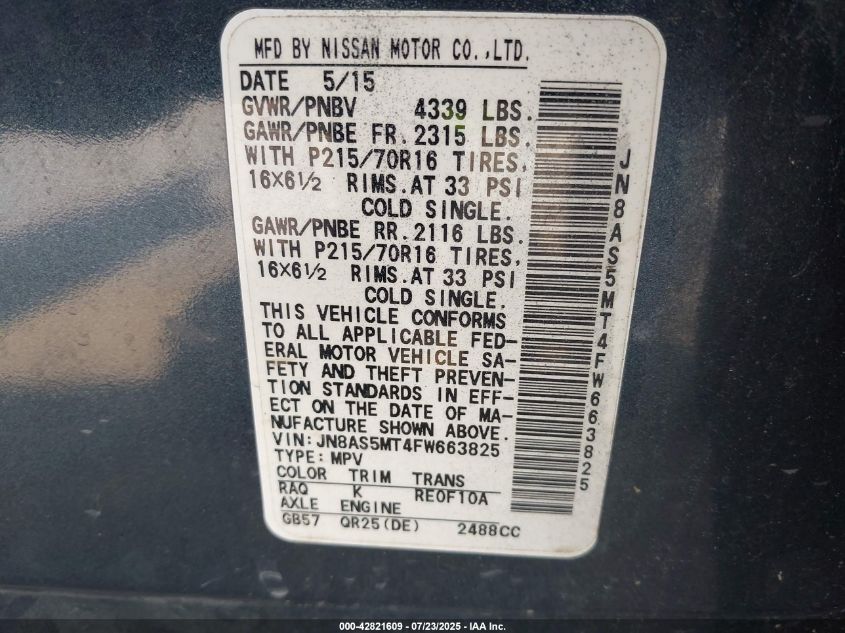 MFD BY NISSAN MOTOR CO.,LTD.
DATE 5/15
GVWR/PNBV 4339 LBS.
GAWR/PNBE FR. 2315 LBS.
WITH P215/70R16 TIRES,
16X6½ RIMS.AT 33 PSI
COLD SINGLE.
GAWR/PNBE RR. 2116 LBS.
WITH P215/70R16 TIRES,
16X6½ RIMS.AT 33 PSI
COLD SINGLE.
THIS VEHICLE CONFORMS
TO ALL APPLICABLE FED-
ERAL MOTOR VEHICLE SA-
FETY AND THEFT PREVEN-
TION STANDARDS IN EFF-
ECT ON THE DATE OF MA-
NUFACTURE SHOWN ABOVE.
VIN: JN8AS5MT4FW663825
TYPE: MPV
COLOR TRIM TRANS
RAQ K RE0F10A
AXLE ENGINE
GB57 QR25(DE) 2488CC
JN8AS5MT4FW663825
000-42821609 - 07/23/2025 - IAA Inc.